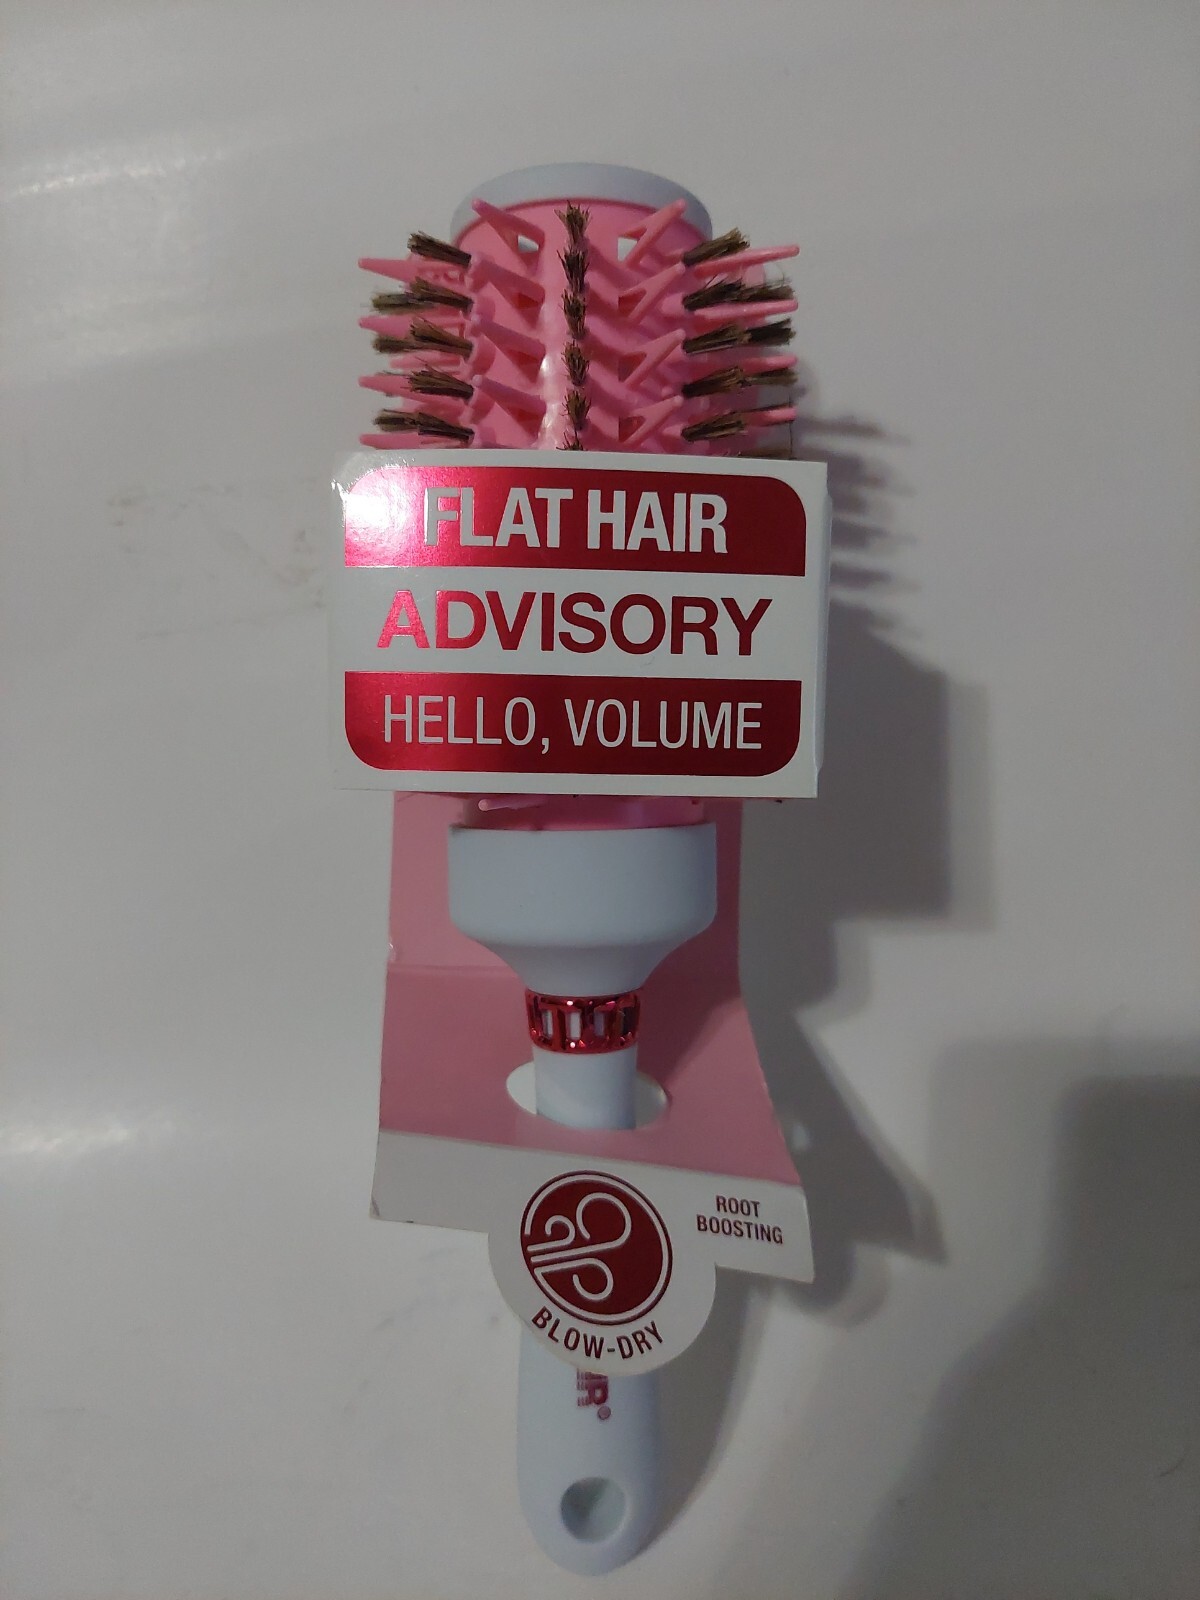 FLAT HAIR
ADVISORY
HELLO, VOLUME
ROOT
BOOSTING
BLOW-DRY